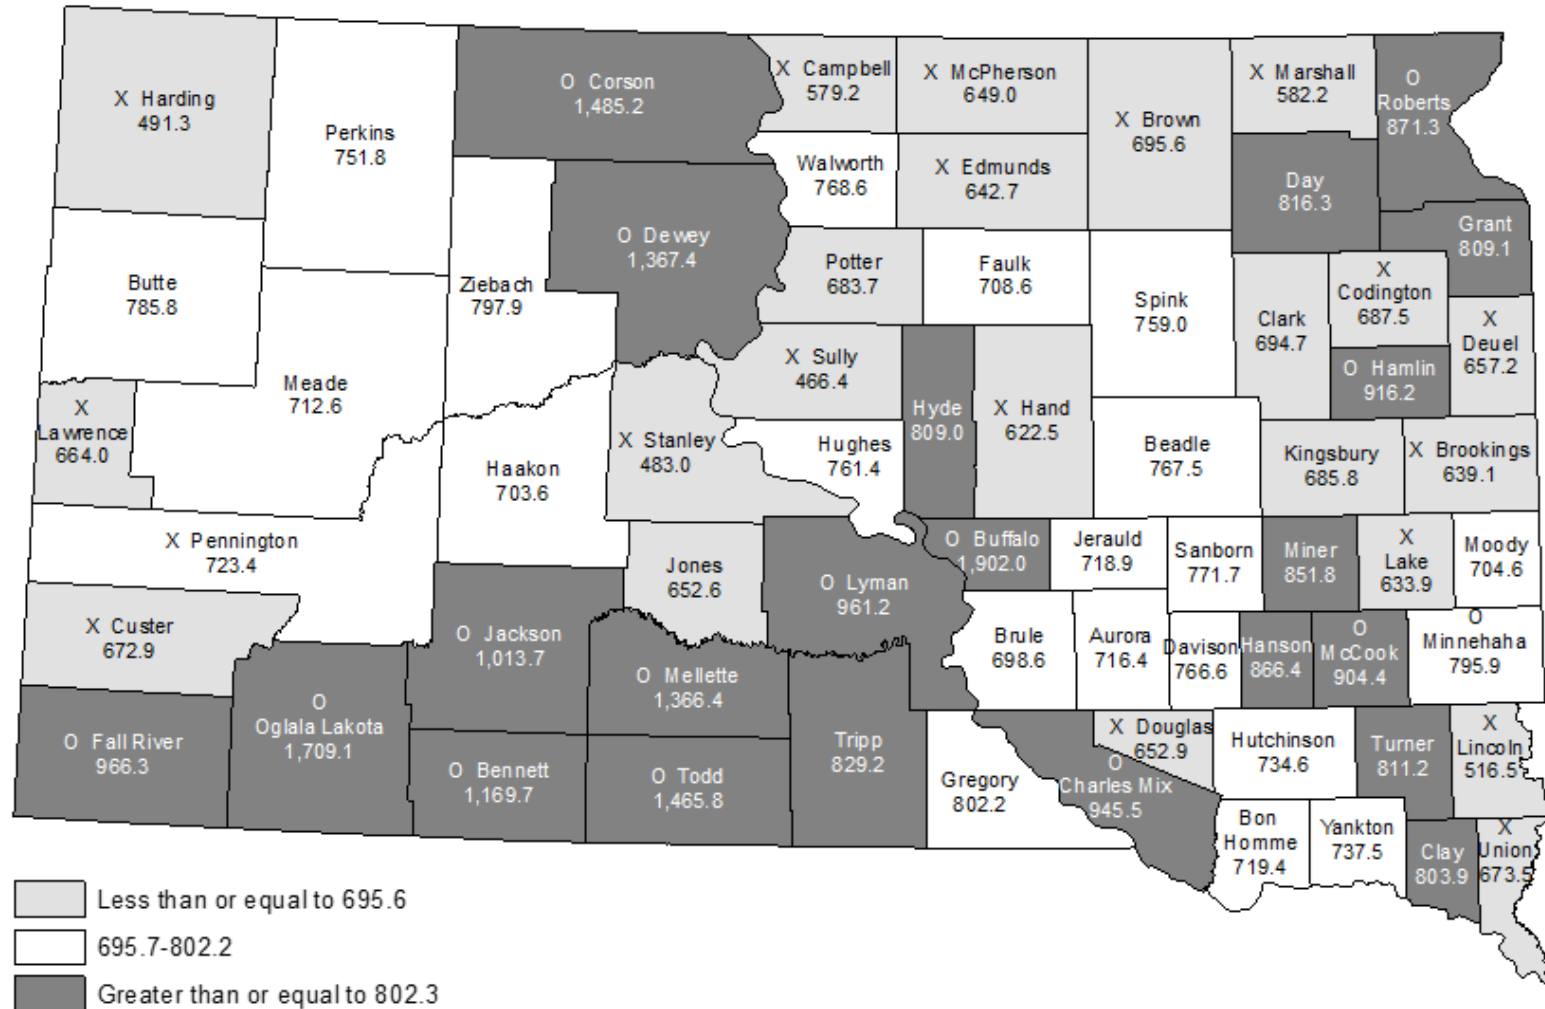 X Harding
491.3
Perkins
751.8
O Corson
1,485.2
X Campbell
579.2
X McPherson
649.0
X Brown
695.6
X Marshall
582.2
O
Roberts
871.3
Walworth
768.6
X Edmunds
642.7
Day
816.3
Grant
809.1
Butte
785.8
Ziebach
797.9
O Dewey
1,367.4
Potter
683.7
Faulk
708.6
Spink
759.0
Clark
694.7
X
Codington
687.5
X
Deuel
657.2
X
Lawrence
664.0
Meade
712.6
X Sully
466.4
O Hamlin
916.2
Haakon
703.6
X Stanley
483.0
Hughes
761.4
Hyde
809.0
X Hand
622.5
Beadle
767.5
Kingsbury
685.8
X Brookings
639.1
X Pennington
723.4
Jones
652.6
O Lyman
961.2
O Buffalo
1,902.0
Jerauld
718.9
Sanborn
771.7
Miner
851.8
X
Lake
633.9
Moody
704.6
X Custer
672.9
O Jackson
1,013.7
O Mellette
1,366.4
Brule
698.6
Aurora
716.4
Davison
766.6
Hanson
866.4
O
McCook
904.4
O
Minnehaha
795.9
O Fall River
966.3
O
Oglala Lakota
1,709.1
O Bennett
1,169.7
O Todd
1,465.8
Tripp
829.2
Gregory
802.2
X Douglas
652.9
O
Charles Mix
945.5
Hutchinson
734.6
Turner
811.2
X
Lincoln
516.5
Bon
Homme
719.4
Yankton
737.5
Clay
803.9
X
Union
673.5
Less than or equal to 695.6
695.7-802.2
Greater than or equal to 802.3